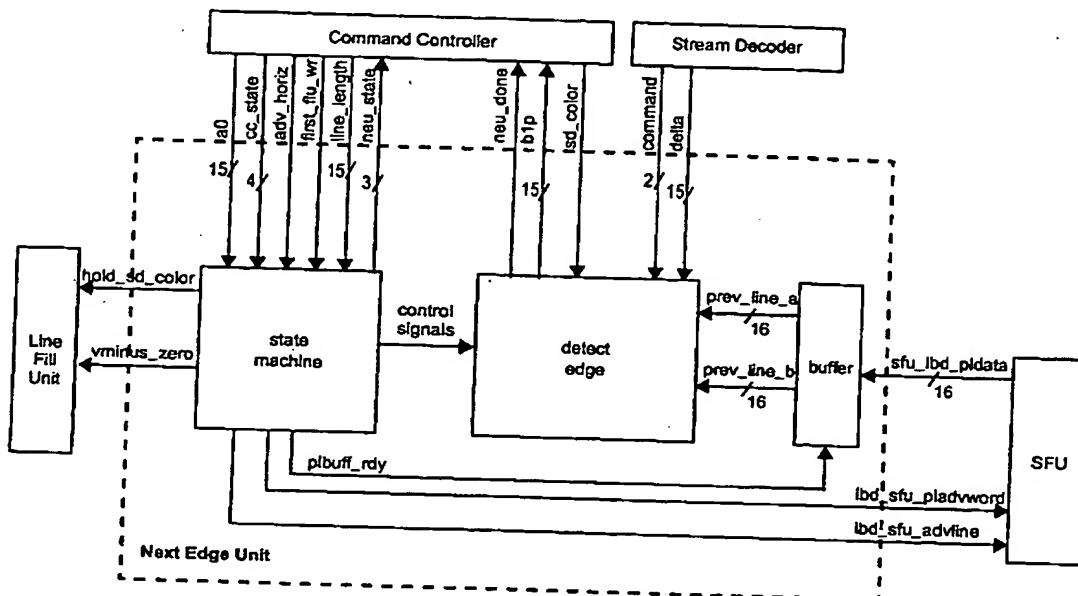 Command Controller
Stream Decoder
a0
cc_state
adv_horiz
first_flu_wr
line_length
neu_state
neu_done
b1p
sd_color
command
delta
15
4
15
3
15
2
15
hold_sd_color
vminus_zero
Line
Fill
Unit
state
machine
control
signals
detect
edge
prev_line_a
16
prev_line_b
16
buffer
sfu_lbd_pldata
16
SFU
plbuff_rdy
lbd_sfu_pladvword
lbd_sfu_advline
Next Edge Unit